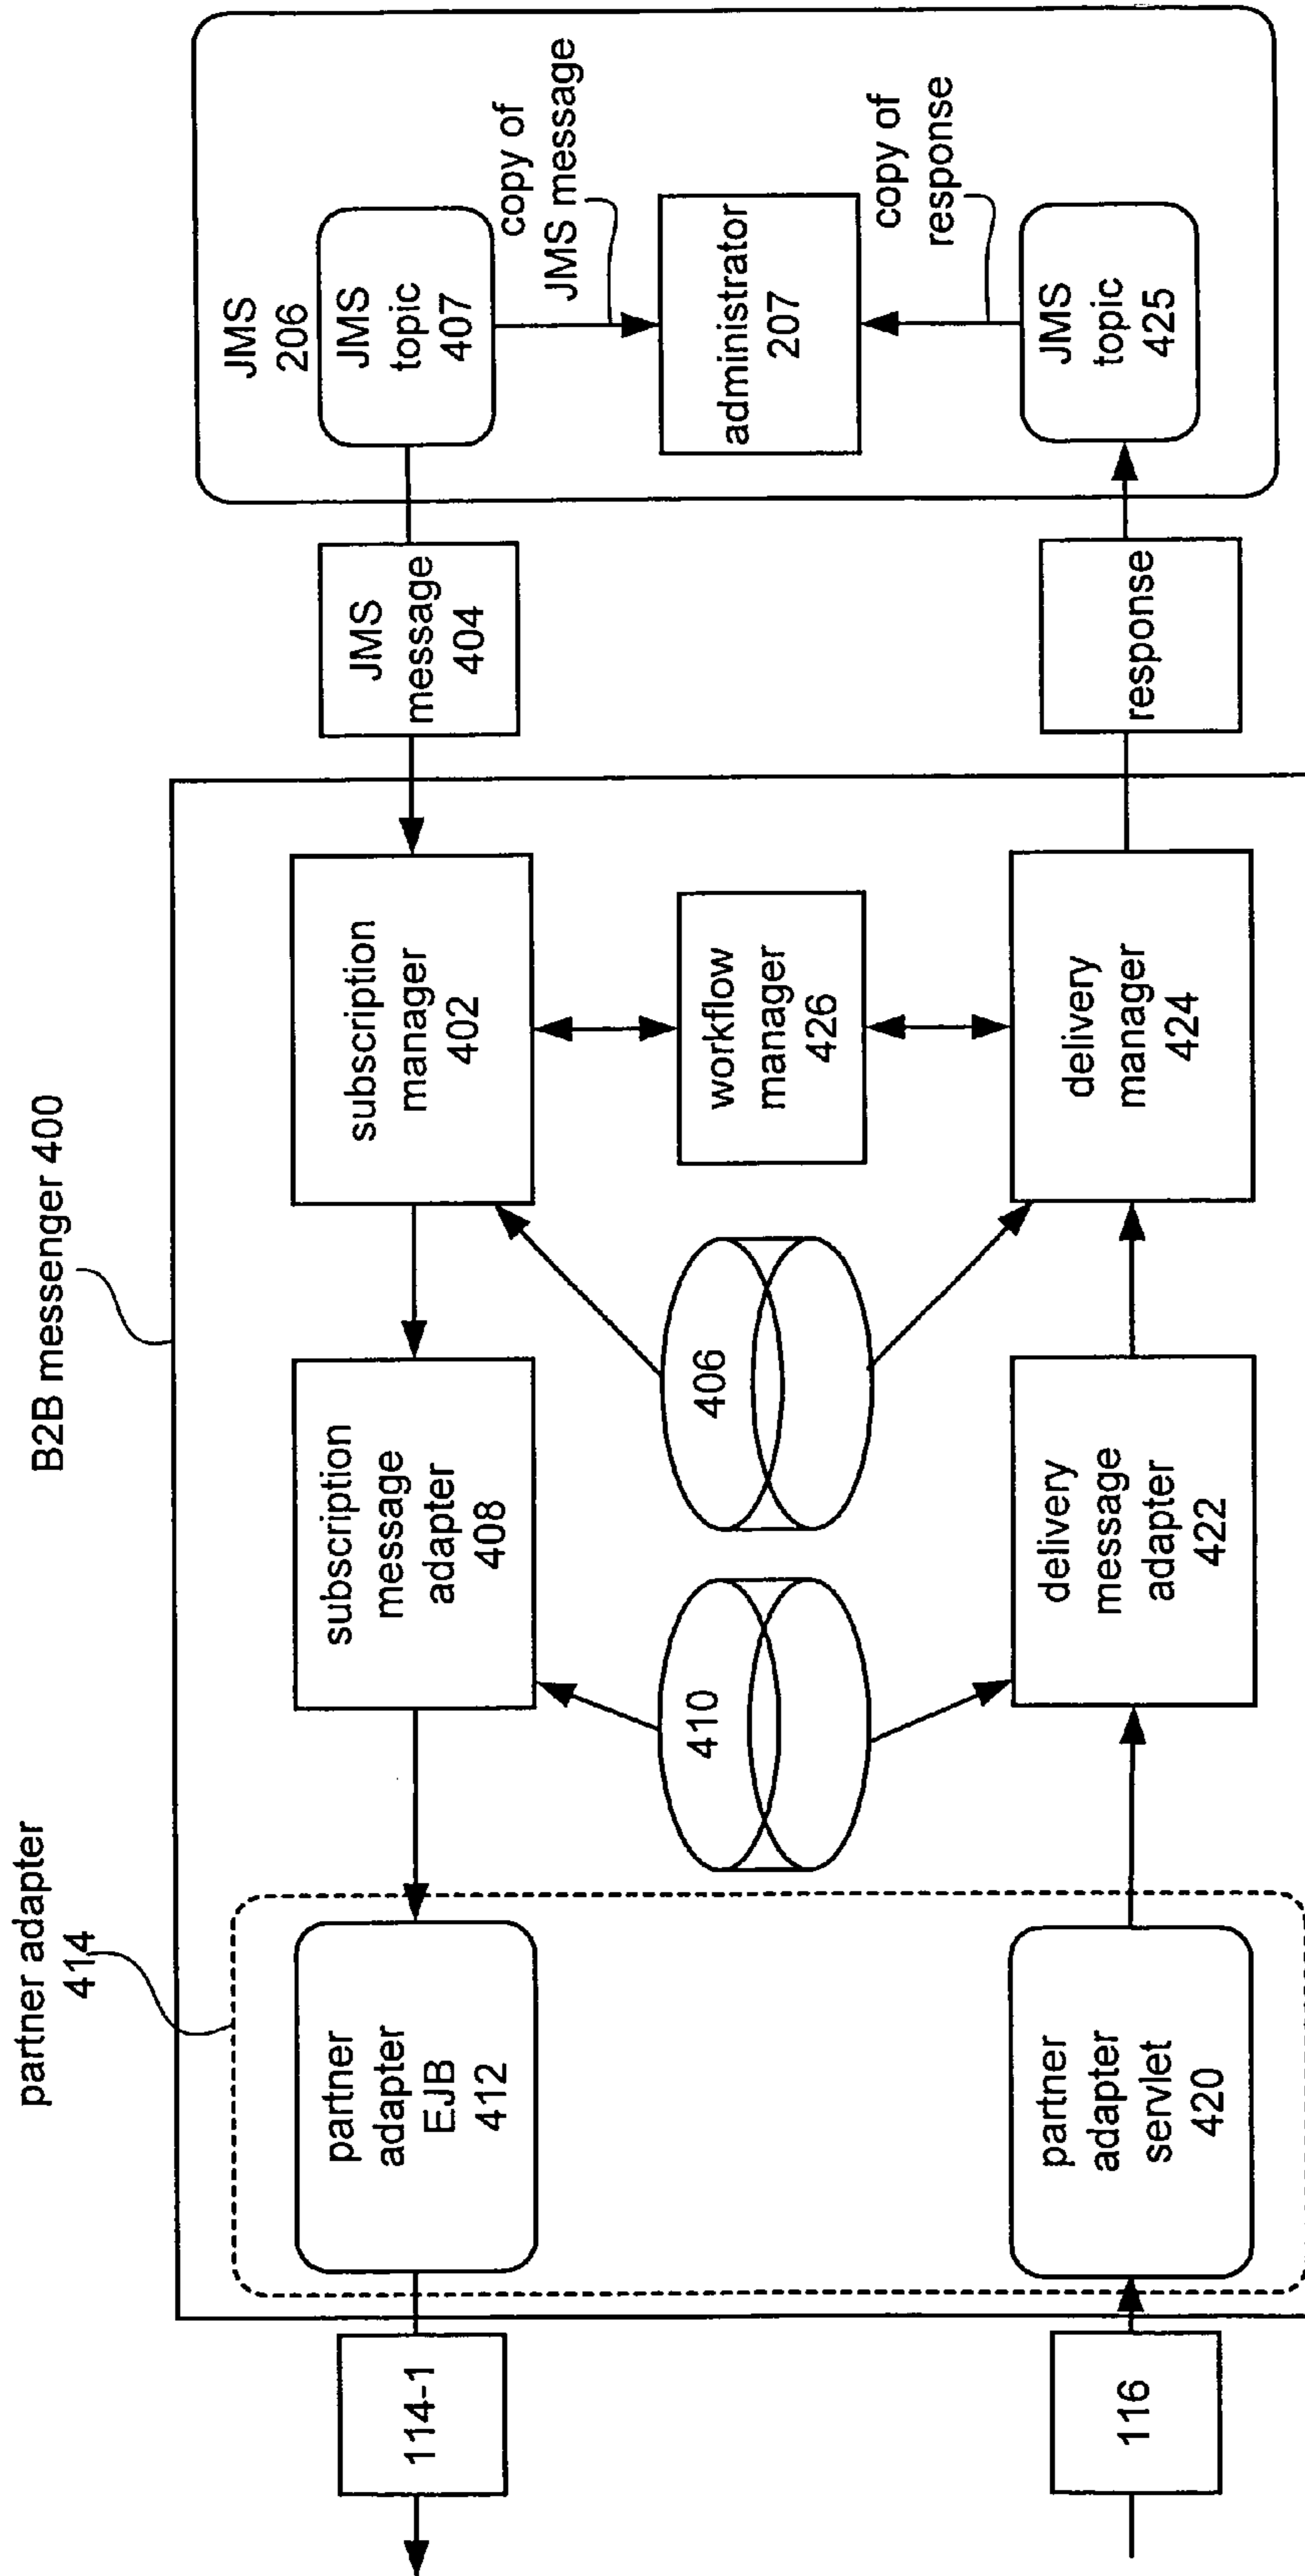 B2B messenger 400
partner adapter
414
partner
adapter
EJB
412
subscription
message
adapter
408
subscription
manager
402
JMS
message
404
JMS
206
JMS
topic
407
copy of
JMS message
114-1
410
406
workflow
manager
426
administrator
207
copy of
response
116
partner
adapter
servlet
420
delivery
message
adapter
422
delivery
manager
424
response
JMS
topic
425